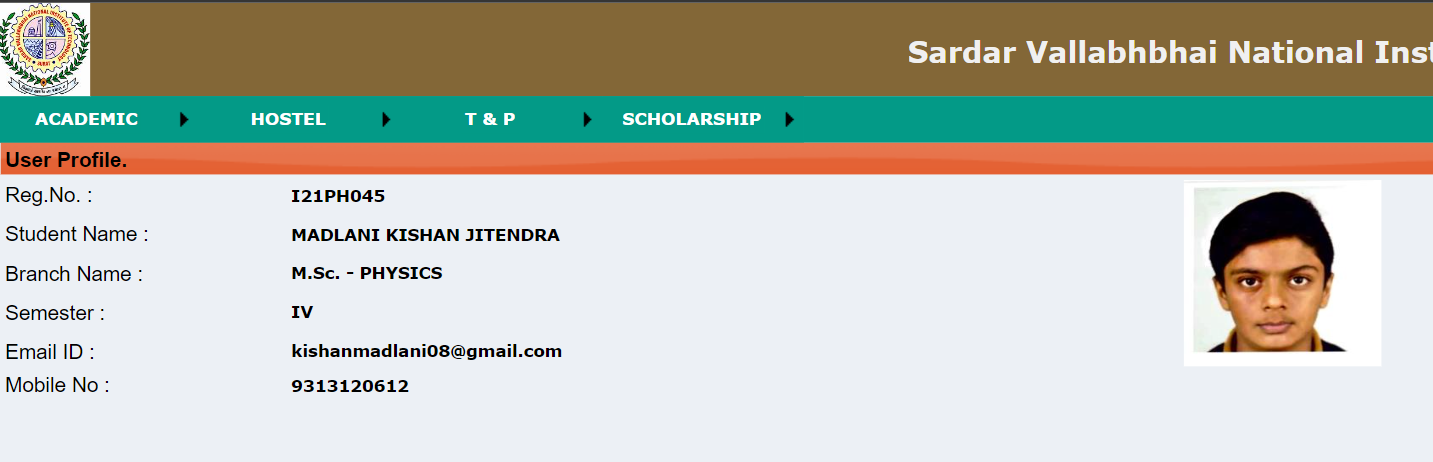 Sardar Vallabhbhai National Inst
ACADEMIC HOSTEL T & P SCHOLARSHIP
User Profile.
Reg.No. : I21PH045
Student Name : MADLANI KISHAN JITENDRA
Branch Name : M.Sc. - PHYSICS
Semester : IV
Email ID : kishanmadlani08@gmail.com
Mobile No : 9313120612